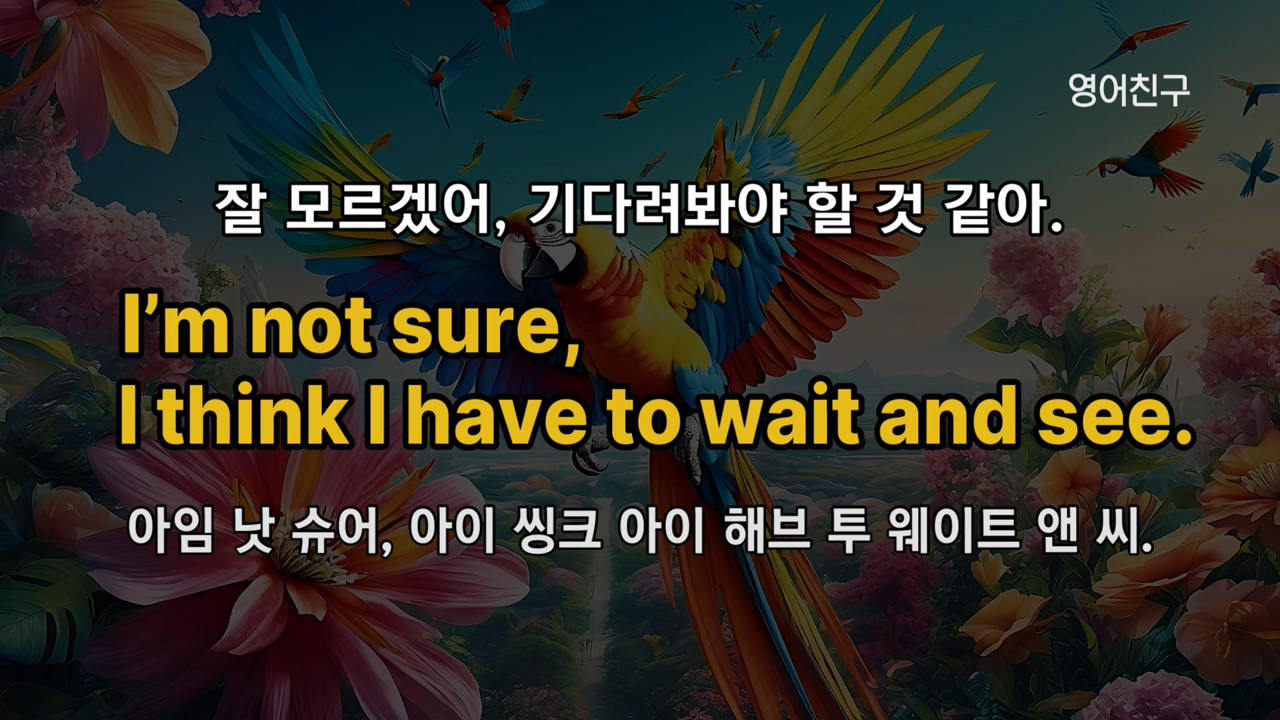 영어친구
잘 모르겠어, 기다려봐야 할 것 같아.
I’m not sure,
I think I have to wait and see.
아임 낫 슈어, 아이 씽크 아이 해브 투 웨이트 앤 씨.